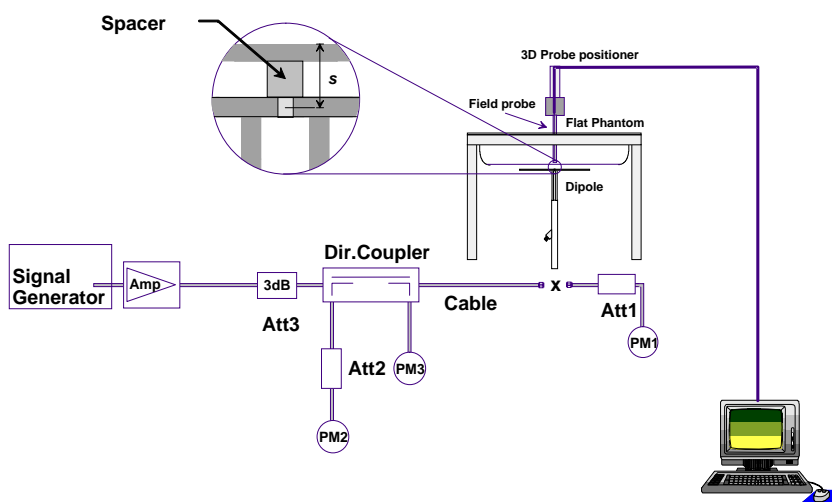 Spacer
s
3D Probe positioner
Field probe
Flat Phantom
Dipole
Dir.Coupler
Signal
Generator
Amp
3dB
Att3
Cable
x
Att1
PM1
Att2
PM3
PM2